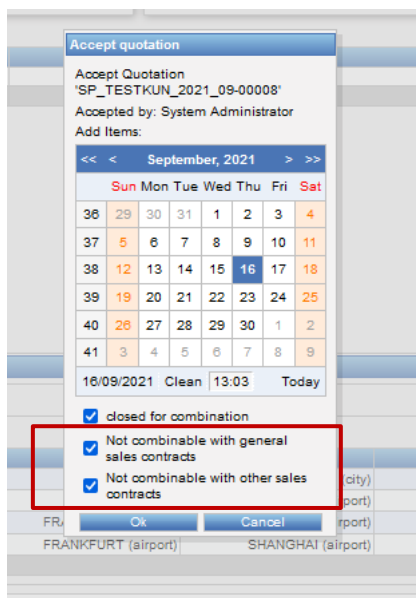 Accept quotation
Accept Quotation
'SP_TESTKUN_2021_09-00008'
Accepted by: System Administrator
Add Items:
<< < September, 2021 > >>
Sun Mon Tue Wed Thu Fri Sat
36 29 30 31 1 2 3 4
37 5 6 7 8 9 10 11
38 12 13 14 15 16 17 18
39 19 20 21 22 23 24 25
40 26 27 28 29 30 1 2
41 3 4 5 6 7 8 9
16/09/2021 Clean 13:03 Today
closed for combination
Not combinable with general
sales contracts
(city)
Not combinable with other sales
contracts
port)
FRA rport)
Ok Cancel
FRANKFURT (airport) SHANGHAI (airport)